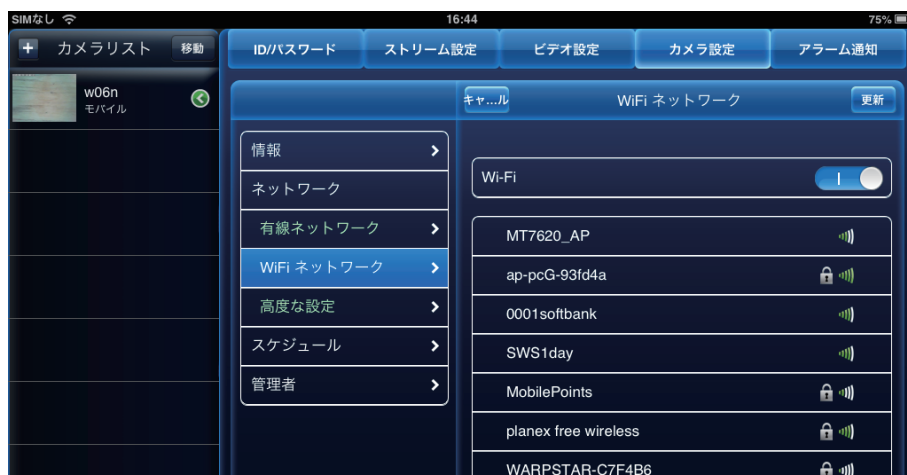 SIMなし 16:44 75%
+ カメラリスト 移動
ID/パスワード ストリーム設定 ビデオ設定 カメラ設定 アラーム通知
w06n
モバイル
キャ...ル WiFi ネットワーク 更新
情報
ネットワーク
有線ネットワーク
WiFi ネットワーク
高度な設定
スケジュール
管理者
Wi-Fi
MT7620_AP
ap-pcG-93fd4a
0001softbank
SWS1day
MobilePoints
planex free wireless
WARPSTAR-C7F4B6